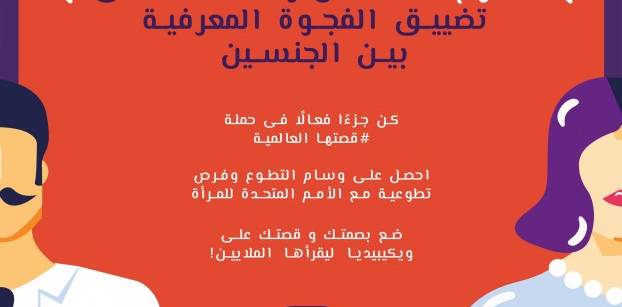 تضييق الفجوة المعرفية
بين الجنسين
كن جزءًا فعالًا فى حملة
#قصتها العالمية
احصل على وسام التطوع وفرص
تطوعية مع الأمم المتحدة للمرأة
ضع بصمتك و قصتك على
ويكيبيديا ليقرأها الملايين!